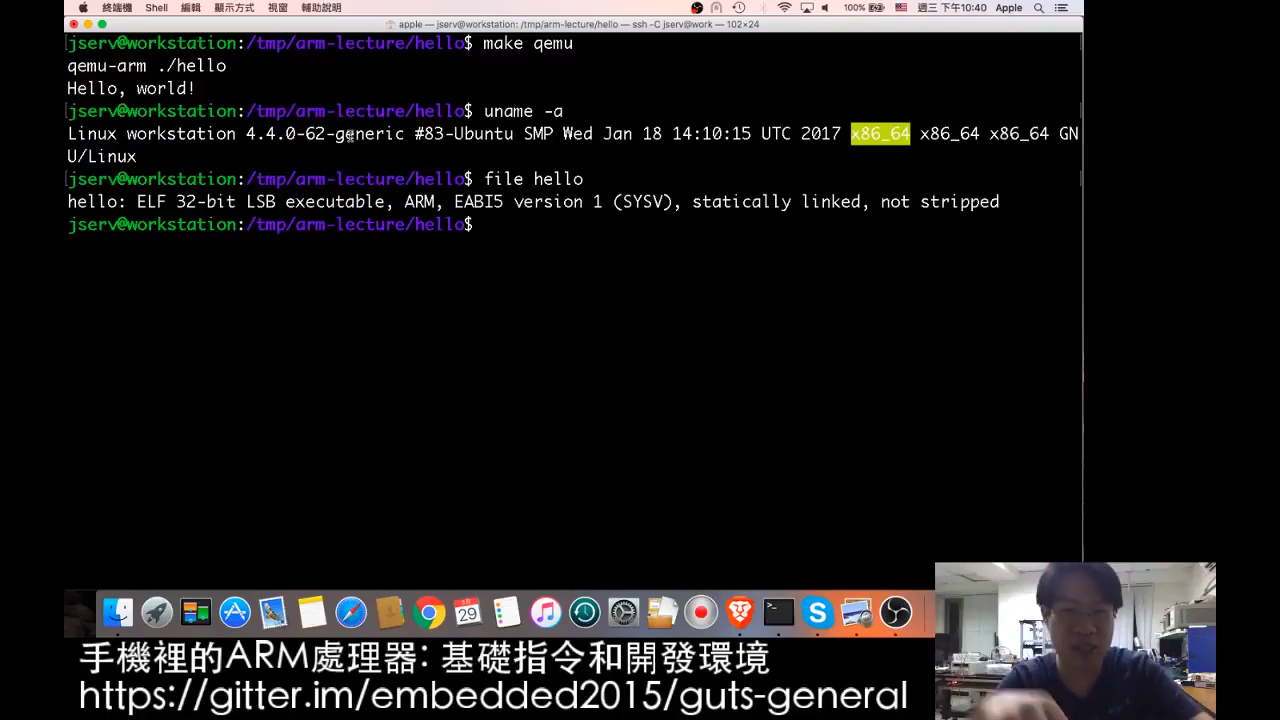 終端機 Shell 編輯 顯示方式 視窗 輔助說明 100% 週三 下午10:40 Apple
apple — jserv@workstation: /tmp/arm-lecture/hello — ssh -C jserv@work — 102×24
jserv@workstation:/tmp/arm-lecture/hello$ make qemu
qemu-arm ./hello
Hello, world!
jserv@workstation:/tmp/arm-lecture/hello$ uname -a
Linux workstation 4.4.0-62-generic #83-Ubuntu SMP Wed Jan 18 14:10:15 UTC 2017 x86_64 x86_64 x86_64 GN
U/Linux
jserv@workstation:/tmp/arm-lecture/hello$ file hello
hello: ELF 32-bit LSB executable, ARM, EABI5 version 1 (SYSV), statically linked, not stripped
jserv@workstation:/tmp/arm-lecture/hello$
29
手機裡的ARM處理器: 基礎指令和開發環境
https://gitter.im/embedded2015/guts-general